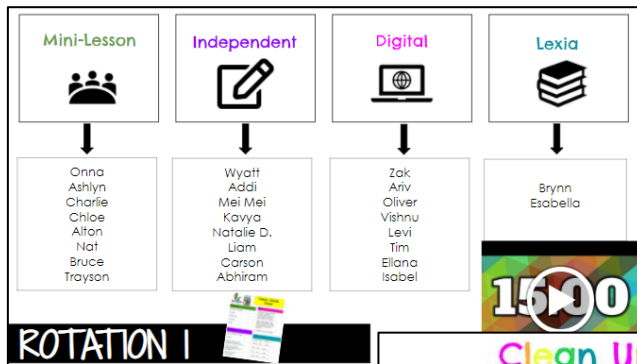 Mini-Lesson
Independent
Digital
Lexia
Onna
Ashlyn
Charlie
Chloe
Alton
Nat
Bruce
Trayson
Wyatt
Addi
Mei Mei
Kavya
Natalie D.
Liam
Carson
Abhiram
Zak
Ariv
Oliver
Vishnu
Levi
Tim
Ellana
Isabel
Brynn
Esabella
15:00
ROTATION 1
Clean U